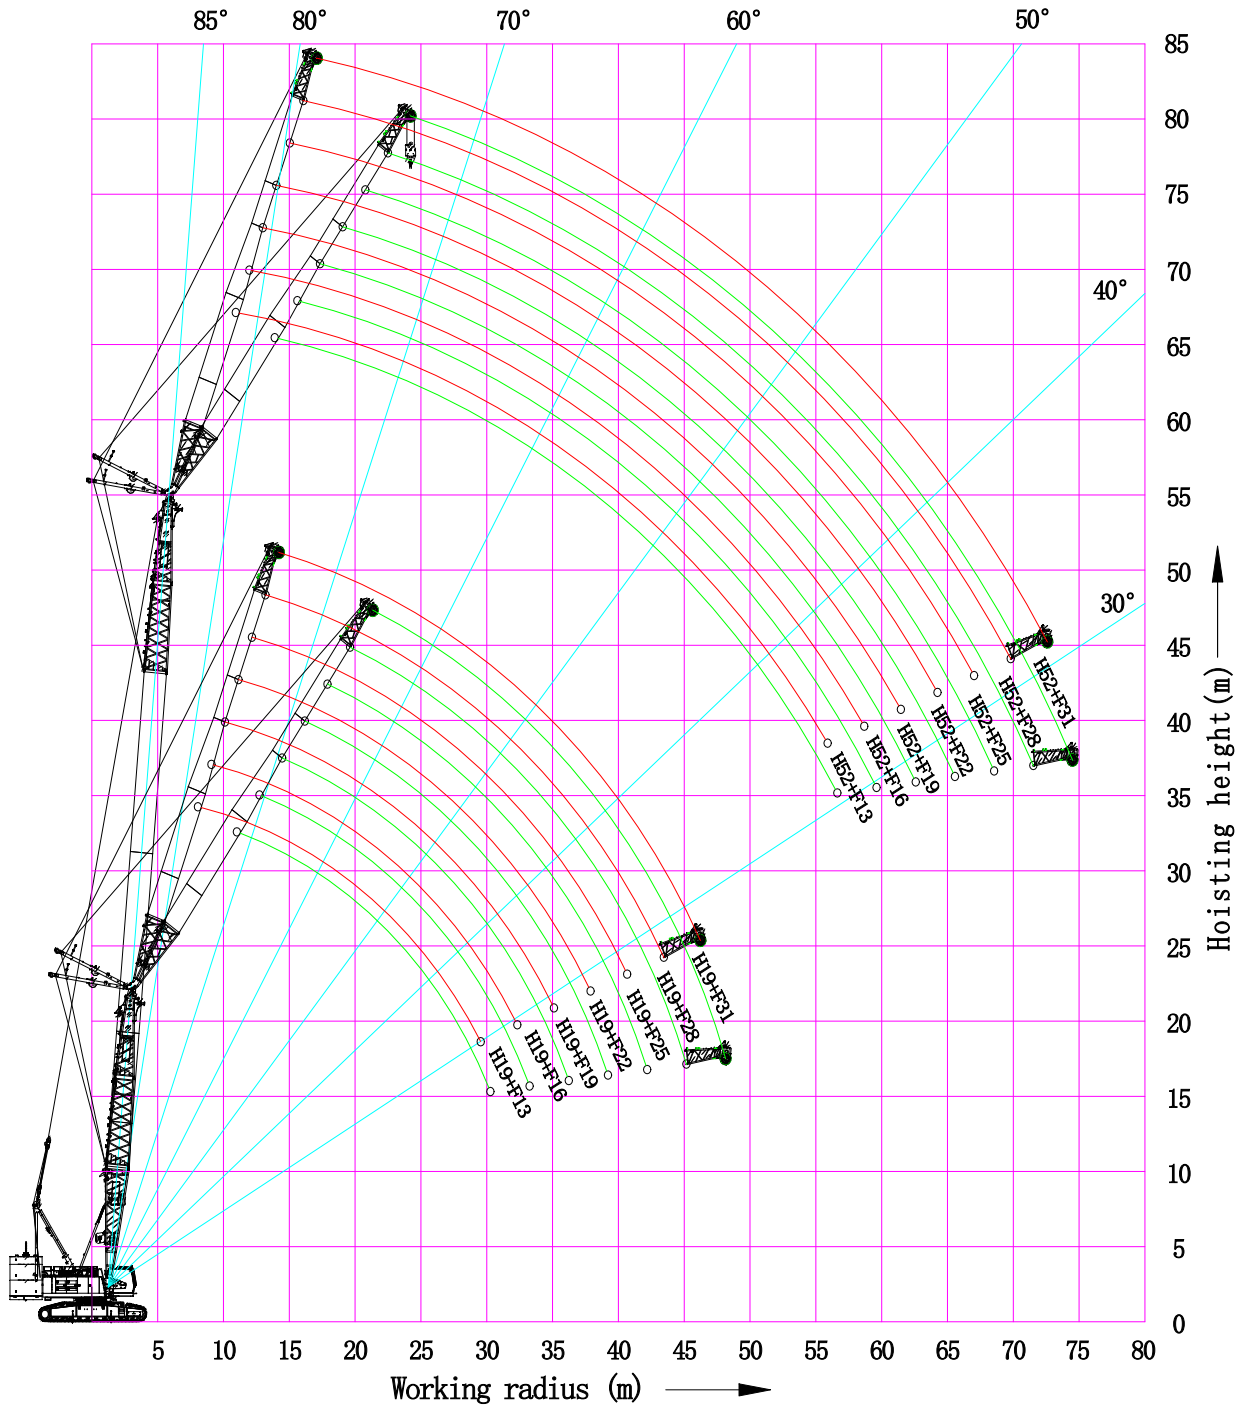 85°
80°
70°
60°
50°
85
80
75
70
40°
65
60
55
50
30°
45
40
35
30
25
20
15
10
5
0
Hoisting height(m)
H52+F31
H52+F28
H52+F25
H52+F22
H52+F19
H52+F16
H52+F13
H19+F31
H19+F28
H19+F25
H19+F22
H19+F19
H19+F16
H19+F13
5 10 15 20 25 30 35 40 45 50 55 60 65 70 75 80
Working radius (m)